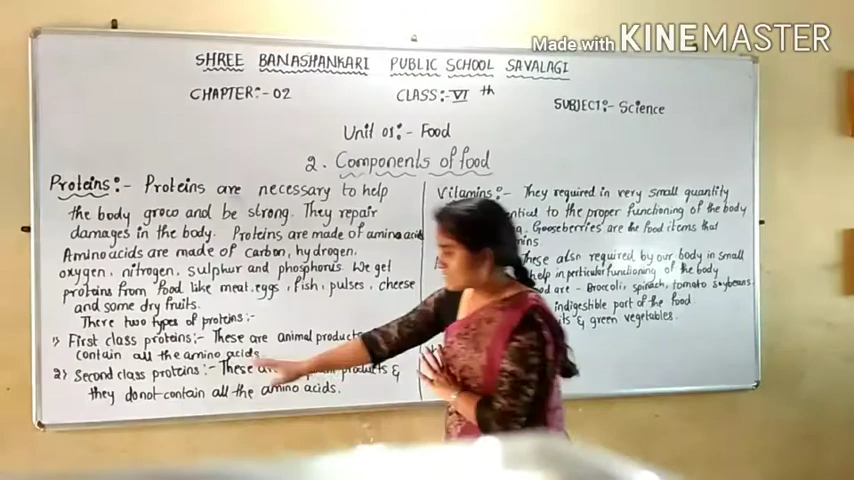 Made with KINEMASTER
SHREE BANASHANKARI PUBLIC SCHOOL SAVALAGI
CHAPTER:- 02 CLASS:- VI th SUBJECT:- Science
Unit 01:- Food
2. Components of food
Proteins:- Proteins are necessary to help
the body grow and be strong. They repair
damages in the body. Proteins are made of amino acids
Amino acids are made of carbon, hydrogen,
oxygen, nitrogen, sulphur and phosphorus We get
proteins from food like meat, eggs, fish, pulses, cheese
and some dry fruits.
There two types of proteins:-
1) First class proteins:- These are animal products
contain all the amino acids.
2) Second class proteins:- These are products &
they donot contain all the amino acids.
Vitamins:- They required in very small quantity
to the proper functioning of the body
Gooseberries are the food items that
These also required by our body in small
help in perticular functioning of the body
are - Broccoli, spinach, tomato soyabeans
indigestible part of the food
& green vegetables.